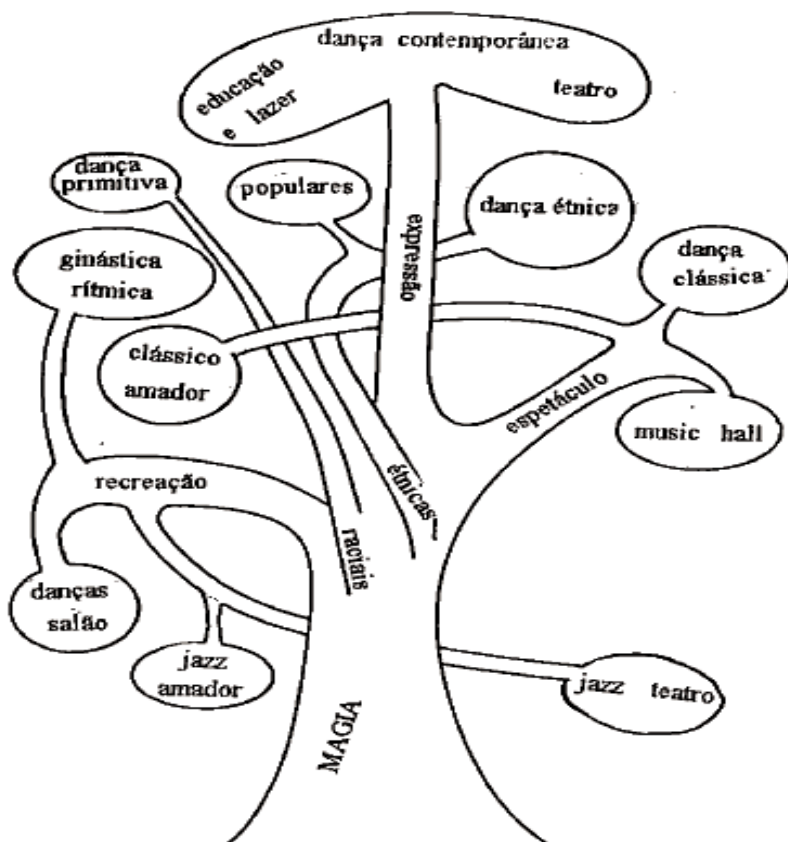 dança contemporânea
educação
e lazer
teatro
dança
primitiva
populares
dança étnica
expressão
dança
clássica
ginástica
rítmica
clássico
amador
espetáculo
music hall
recreação
étnicas
raciais
danças
salão
jazz
amador
jazz teatro
MAGIA